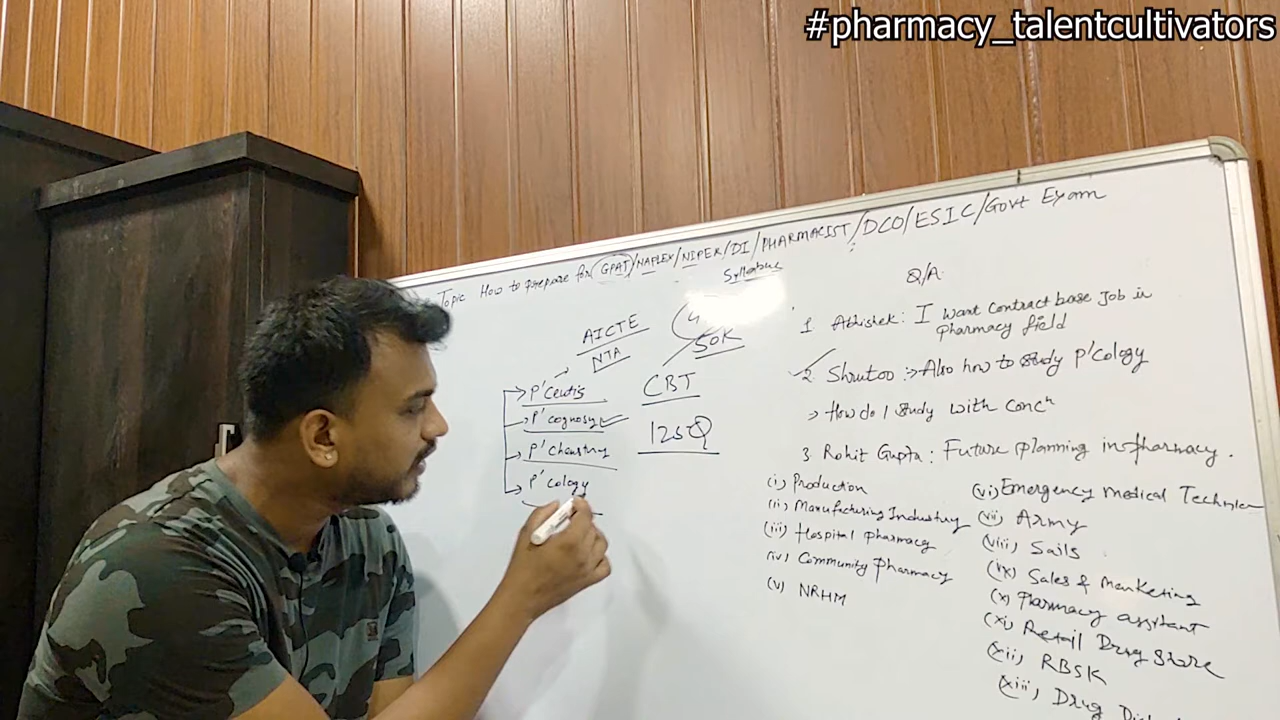 #pharmacy_talentcultivators
Topic How to prepare for GPAT/NAPLEX/NIPER/DI/PHARMACIST/DCO/ESIC/Govt Exam
Syllabus
AICTE
NTA
50K
CBT
125Q
P'Ceutis
P'Cognosy
P'Chemstry
P'cology
Q/A
1. Abhishek: I want contract base Job in
pharmacy field
2. Shrutoo :→ Also how to study P'Cology
→ How do I study with Concⁿ
3. Rohit Gupta: Future planning in pharmacy.
(i) Production
(ii) Manufacturing Industry
(iii) Hospital pharmacy
(iv) Community Pharmacy
(v) NRHM
(vi) Emergency Medical Technician
(vii) Army
(viii) Sails
(ix) Sales & Marketing
(x) Pharmacy assitant
(xi) Retail Drug Store
(xii) RBSK
(xiii) Drug